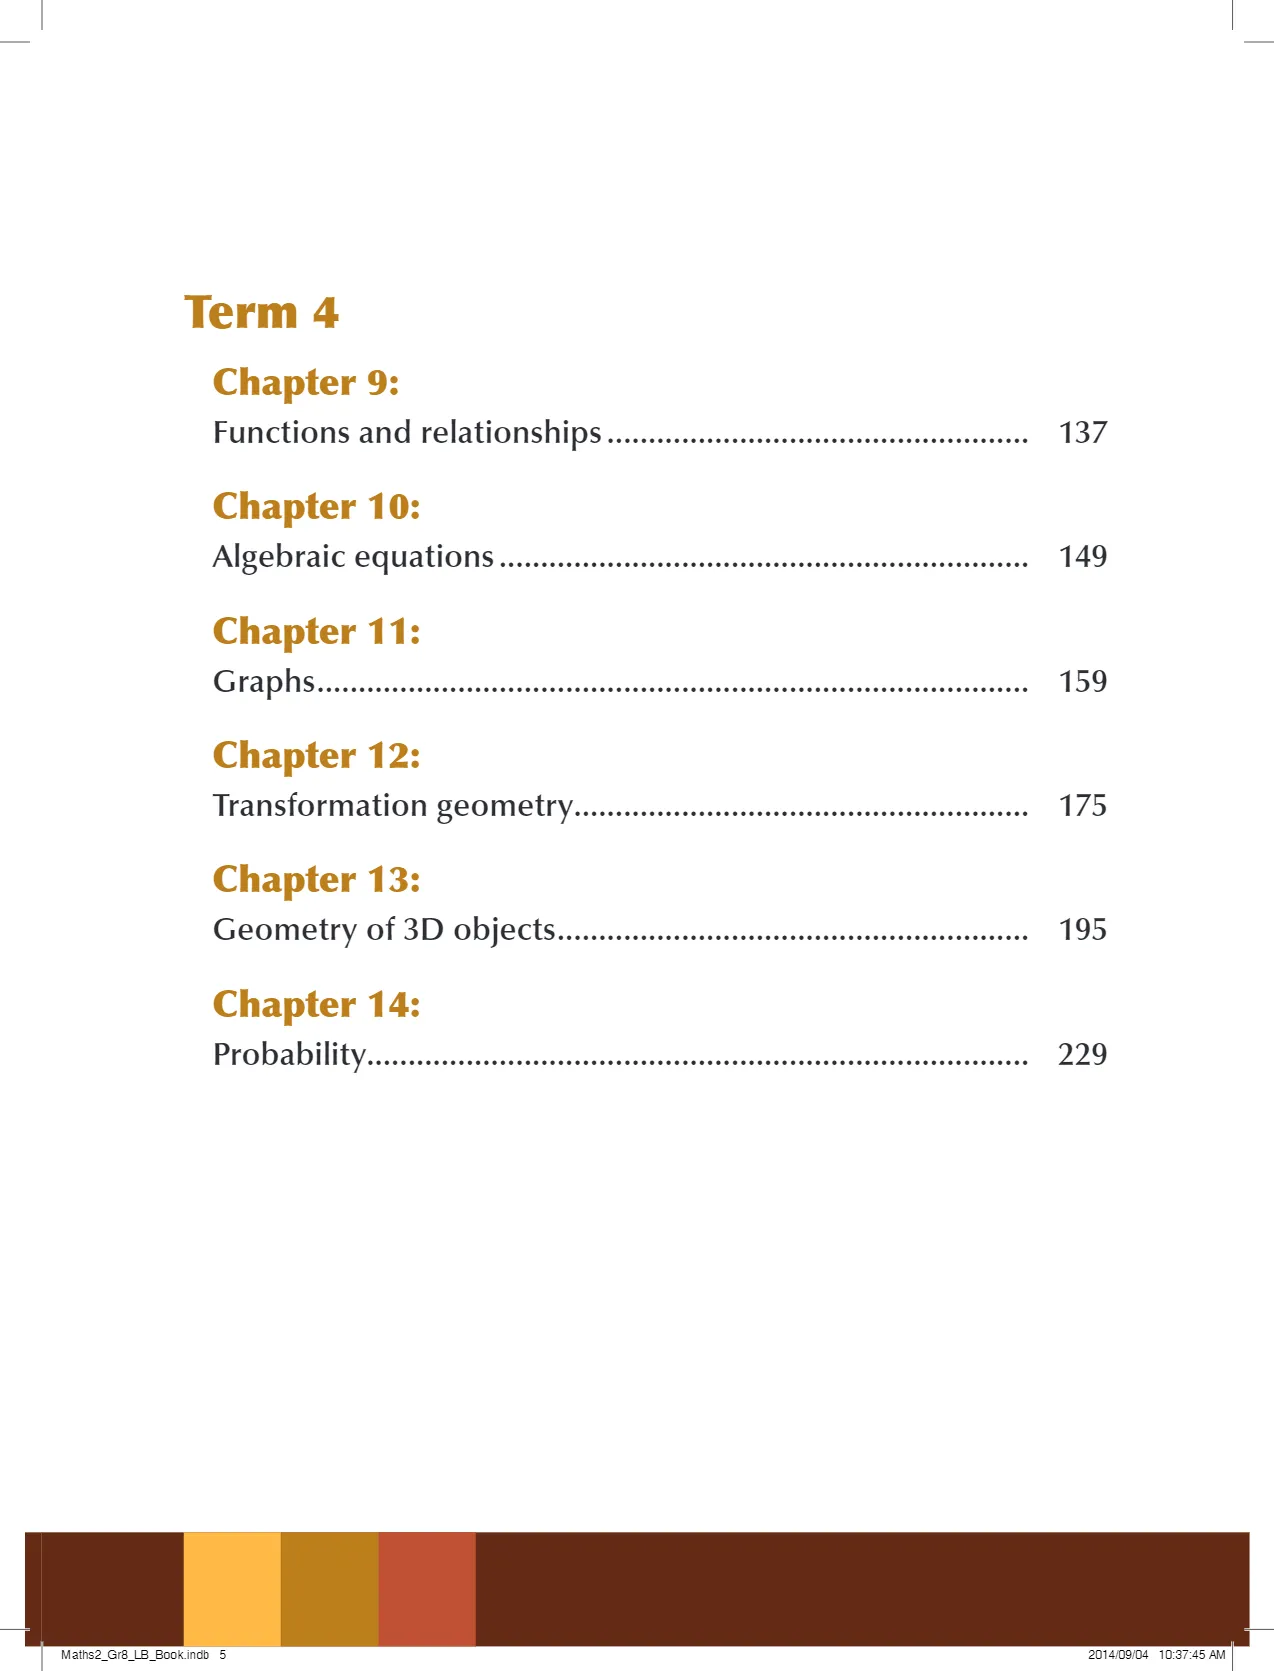 Term 4
Chapter 9:
Functions and relationships ................................................... 137
Chapter 10:
Algebraic equations ................................................................ 149
Chapter 11:
Graphs...................................................................................... 159
Chapter 12:
Transformation geometry....................................................... 175
Chapter 13:
Geometry of 3D objects......................................................... 195
Chapter 14:
Probability................................................................................ 229
Maths2_Gr8_LB_Book.indb 5 2014/09/04 10:37:45 AM